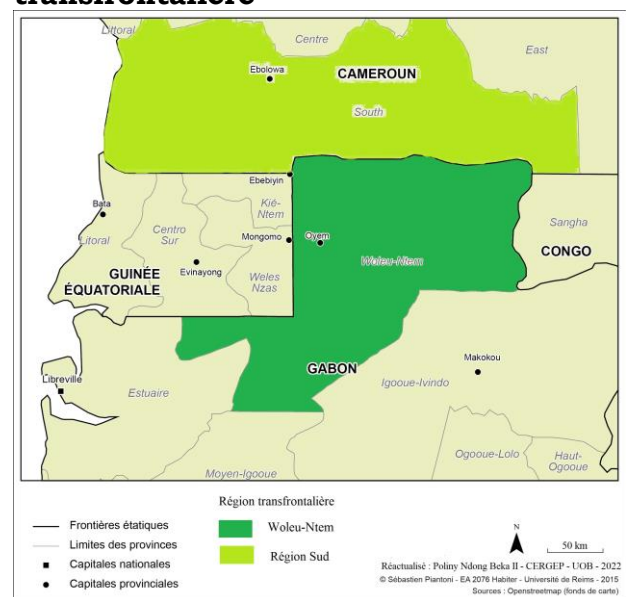 transfrontalière
Littoral
Centre
East
Ebolowa
CAMEROUN
South
Ebebiyin
Bata
Kié-
Ntem
Sangha
Centro
Sur
Mongomo
Oyem
Litoral
CONGO
Woleu-Ntem
Evinayong
Weles
Nzas
GUINÉE
ÉQUATORIALE
Makokou
GABON
Libreville
Igooue-Ivindo
Estuaire
Ogooue-Lolo
Haut-
Ogooue
Moyen-Igooue
Région transfrontalière
Frontières étatiques
Woleu-Ntem
N
Limites des provinces
50 km
Capitales nationales
Région Sud
Capitales provinciales
Réactualisé : Poliny Ndong Beka II - CERGEP - UOB - 2022
© Sébastien Piantoni - EA 2076 Habiter - Université de Reims - 2015
Sources : Openstreetmap (fonds de carte)